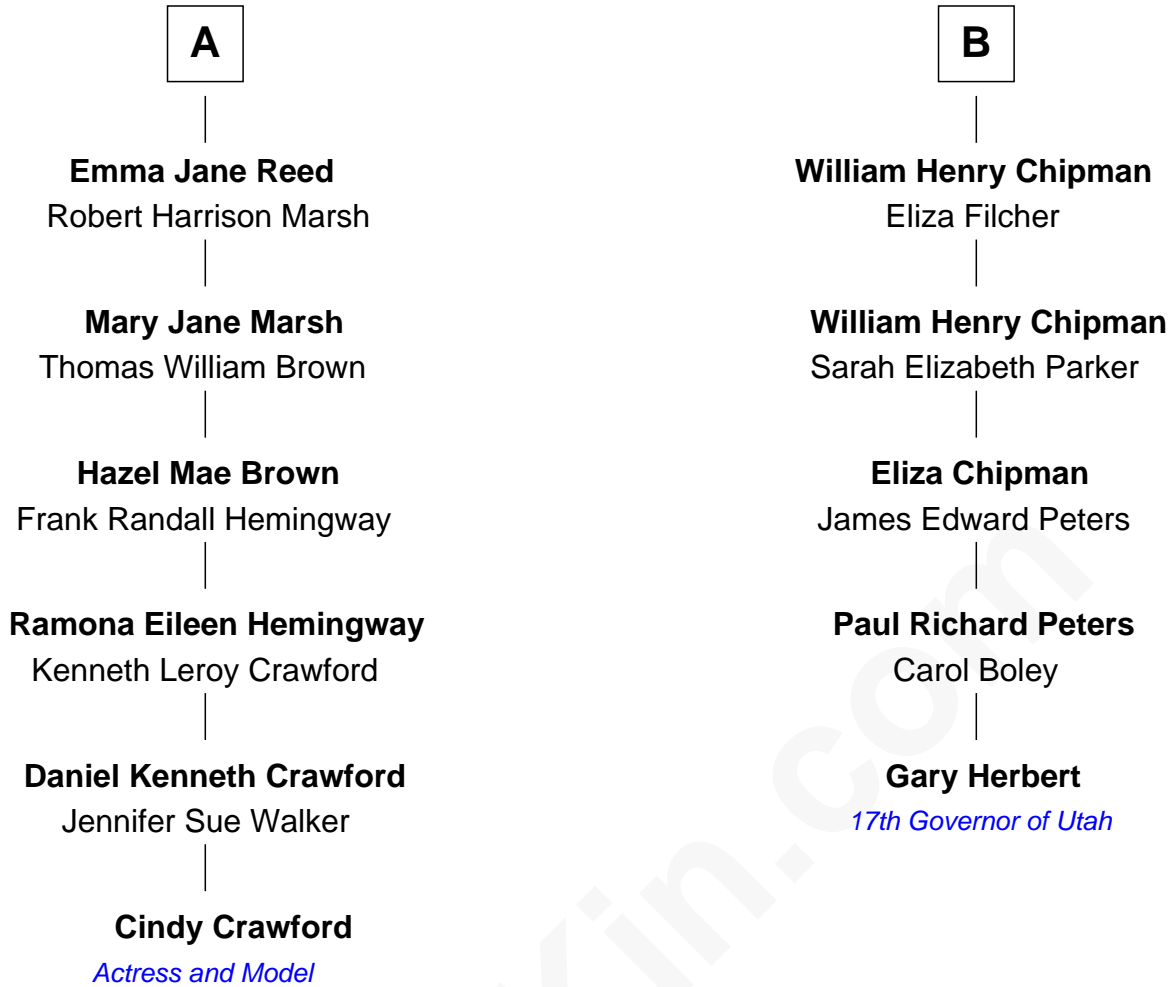 A
Emma Jane Reed
Robert Harrison Marsh
Mary Jane Marsh
Thomas William Brown
Hazel Mae Brown
Frank Randall Hemingway
Ramona Eileen Hemingway
Kenneth Leroy Crawford
Daniel Kenneth Crawford
Jennifer Sue Walker
Cindy Crawford
Actress and Model
B
William Henry Chipman
Eliza Filcher
William Henry Chipman
Sarah Elizabeth Parker
Eliza Chipman
James Edward Peters
Paul Richard Peters
Carol Boley
Gary Herbert
17th Governor of Utah
Kin.com